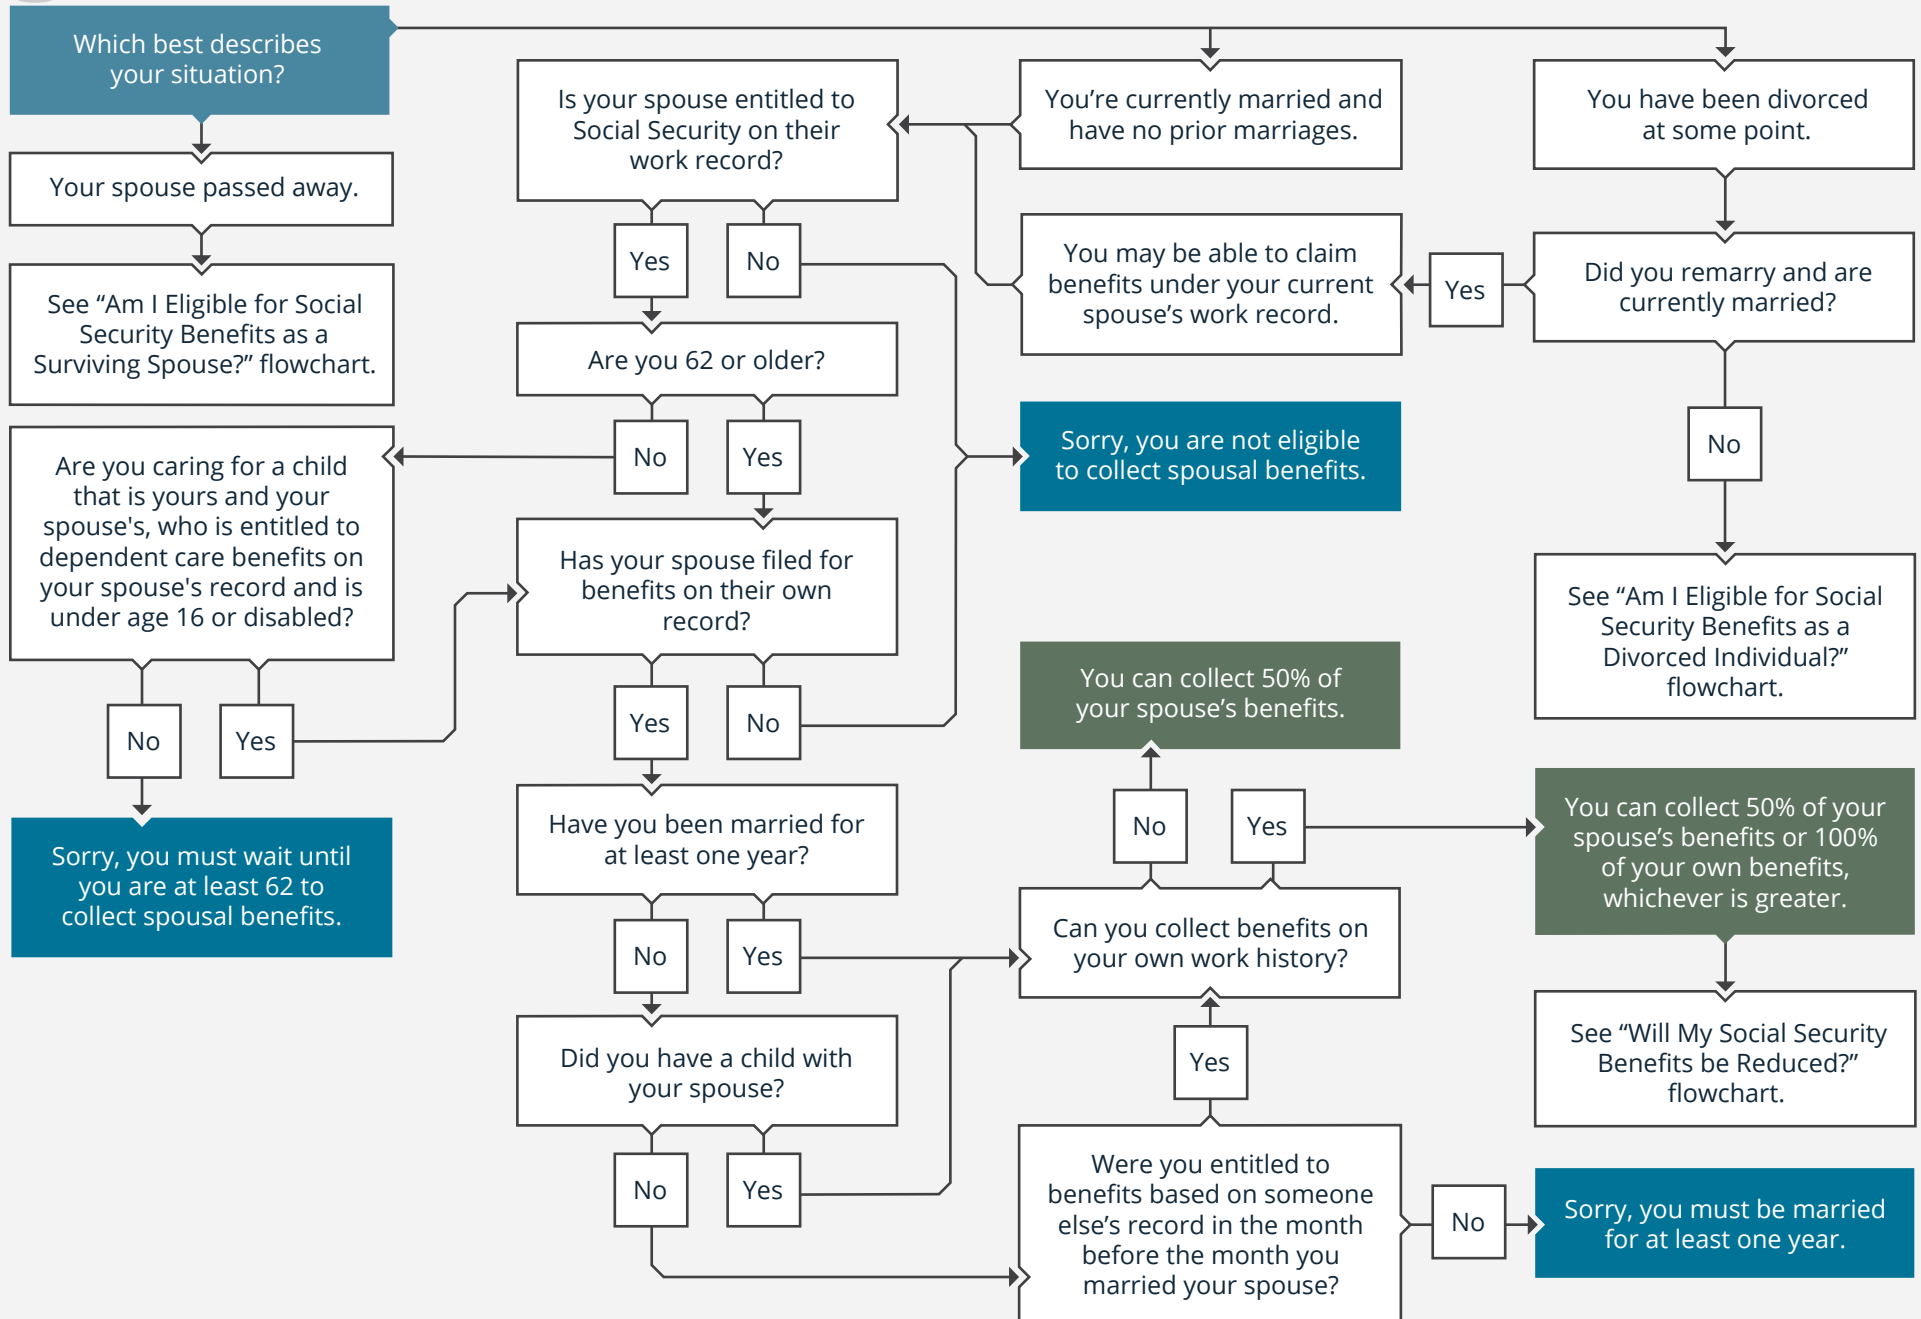 Which best describes
your situation?
Your spouse passed away.
See “Am I Eligible for Social
Security Benefits as a
Surviving Spouse?” flowchart.
You’re currently married and
have no prior marriages.
You have been divorced
at some point.
Did you remarry and are
currently married?
Yes
You may be able to claim
benefits under your current
spouse’s work record.
No
See “Am I Eligible for Social
Security Benefits as a
Divorced Individual?”
flowchart.
Is your spouse entitled to
Social Security on their
work record?
Yes
No
Sorry, you are not eligible
to collect spousal benefits.
Are you 62 or older?
No
Yes
Are you caring for a child
that is yours and your
spouse's, who is entitled to
dependent care benefits on
your spouse's record and is
under age 16 or disabled?
No
Yes
Sorry, you must wait until
you are at least 62 to
collect spousal benefits.
Has your spouse filed for
benefits on their own
record?
Yes
No
Have you been married for
at least one year?
No
Yes
Did you have a child with
your spouse?
No
Yes
Were you entitled to
benefits based on someone
else’s record in the month
before the month you
married your spouse?
Yes
No
Sorry, you must be married
for at least one year.
Can you collect benefits on
your own work history?
No
Yes
You can collect 50% of
your spouse’s benefits.
You can collect 50% of your
spouse’s benefits or 100%
of your own benefits,
whichever is greater.
See “Will My Social Security
Benefits be Reduced?”
flowchart.